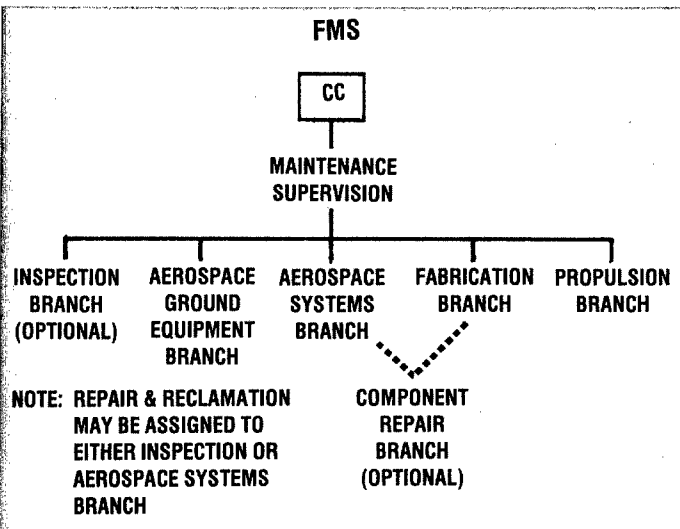 FMS
CC
MAINTENANCE
SUPERVISION
INSPECTION
BRANCH
(OPTIONAL)
AEROSPACE
GROUND
EQUIPMENT
BRANCH
AEROSPACE
SYSTEMS
BRANCH
FABRICATION
BRANCH
PROPULSION
BRANCH
NOTE: REPAIR & RECLAMATION
MAY BE ASSIGNED TO
EITHER INSPECTION OR
AEROSPACE SYSTEMS
BRANCH
COMPONENT
REPAIR
BRANCH
(OPTIONAL)